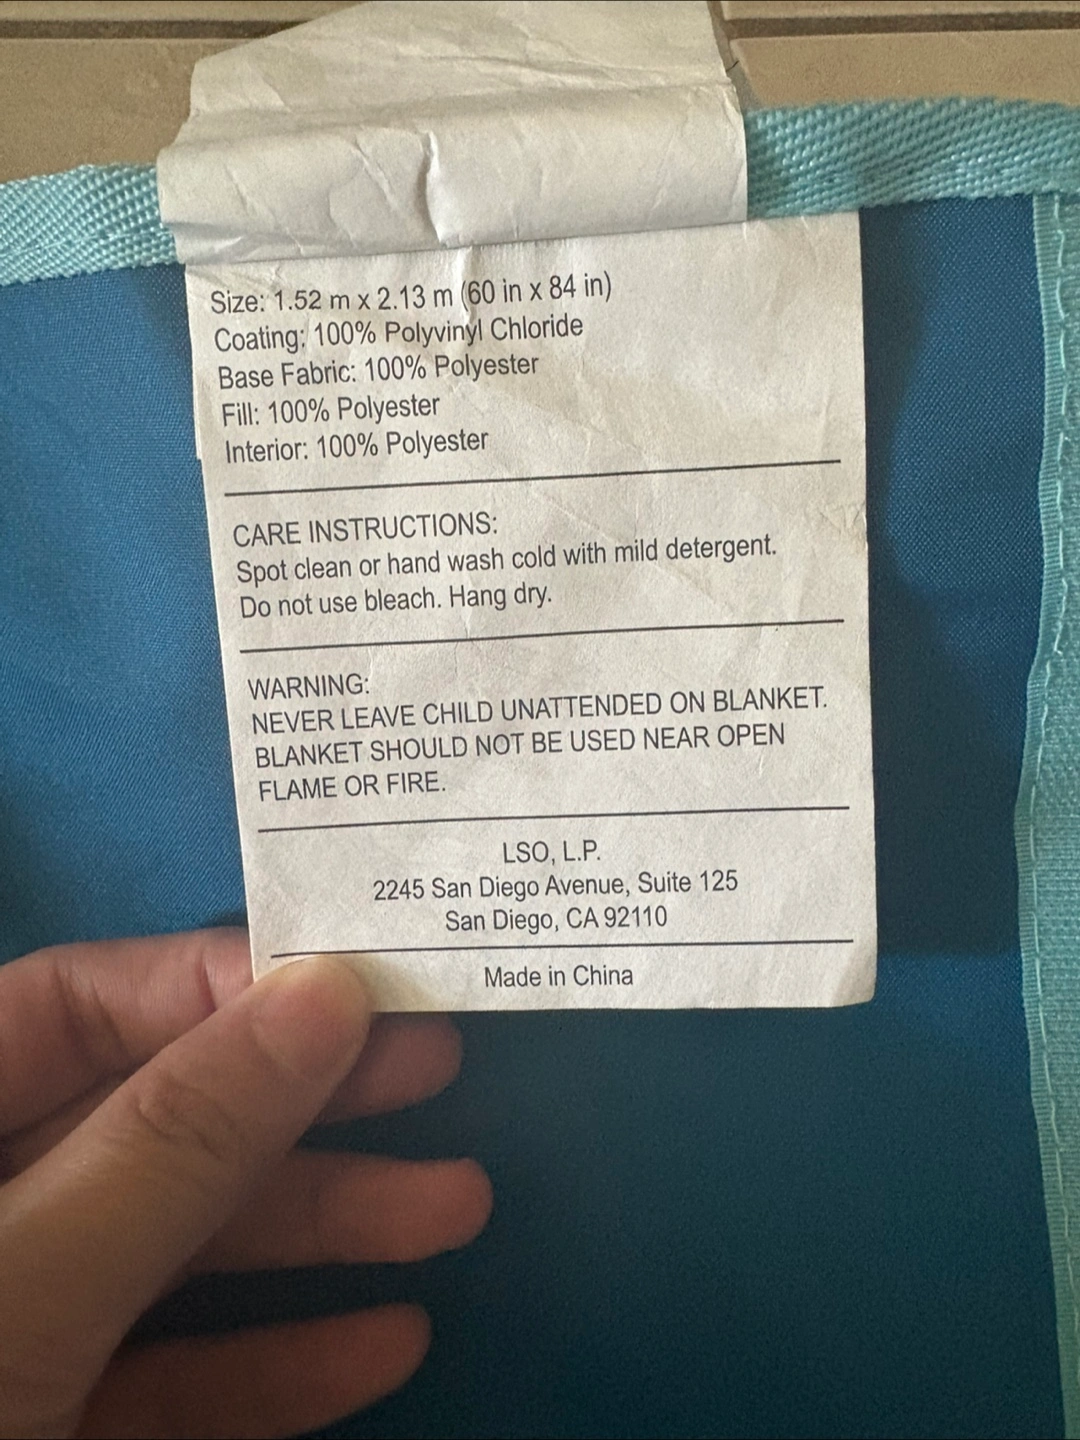 Size: 1.52 m x 2.13 m (60 in x 84 in)
Coating: 100% Polyvinyl Chloride
Base Fabric: 100% Polyester
Fill: 100% Polyester
Interior: 100% Polyester
CARE INSTRUCTIONS:
Spot clean or hand wash cold with mild detergent.
Do not use bleach. Hang dry.
WARNING:
NEVER LEAVE CHILD UNATTENDED ON BLANKET.
BLANKET SHOULD NOT BE USED NEAR OPEN
FLAME OR FIRE.
LSO, L.P.
2245 San Diego Avenue, Suite 125
San Diego, CA 92110
Made in China